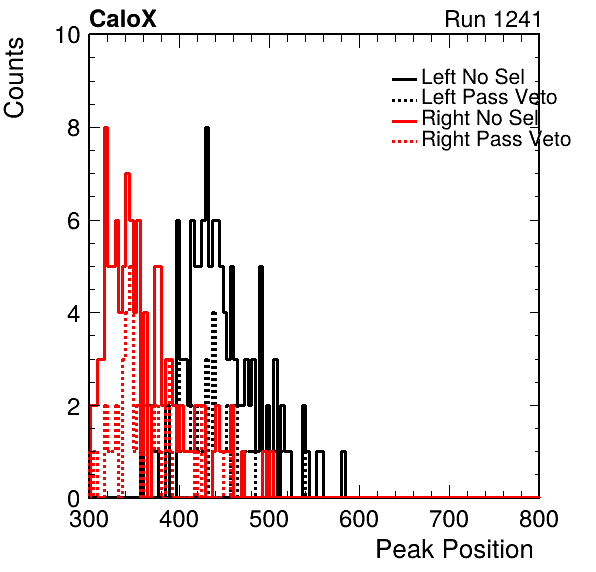 CaloX Run 1241
Counts
10
8
6
4
2
0
Left No Sel
Left Pass Veto
Right No Sel
Right Pass Veto
300 400 500 600 700 800
Peak Position